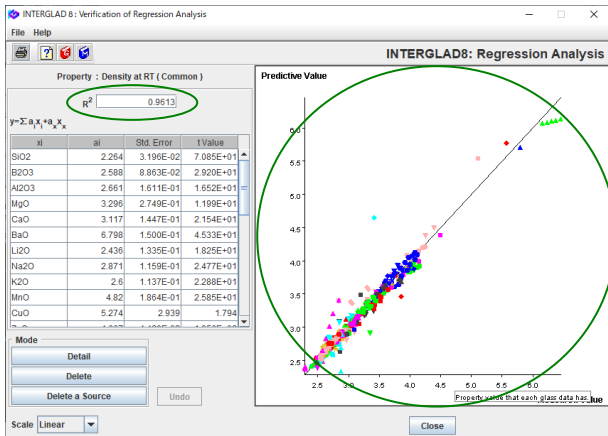 INTERGLAD 8 : Verification of Regression Analysis
File Help
INTERGLAD8: Regression Analysis
Property : Density at RT ( Common )
R2 0.9613
y=Σaixi+axxx
xi ai Std. Error t Value
SiO2 2.264 3.196E-02 7.085E+01
B2O3 2.588 8.863E-02 2.920E+01
Al2O3 2.661 1.611E-01 1.652E+01
MgO 3.296 2.749E-01 1.199E+01
CaO 3.117 1.447E-01 2.154E+01
BaO 6.798 1.500E-01 4.533E+01
Li2O 2.436 1.335E-01 1.825E+01
Na2O 2.871 1.159E-01 2.477E+01
K2O 2.6 1.137E-01 2.288E+01
MnO 4.82 1.864E-01 2.585E+01
CuO 5.274 2.939 1.794
Mode
Detail
Delete
Delete a Source Undo
Scale Linear
Predictive Value
6.0
5.5
5.0
4.5
4.0
3.5
3.0
2.5
2.5 3.0 3.5 4.0 4.5 5.0 5.5 6.0
Property value that each glass data has.
Value
Close